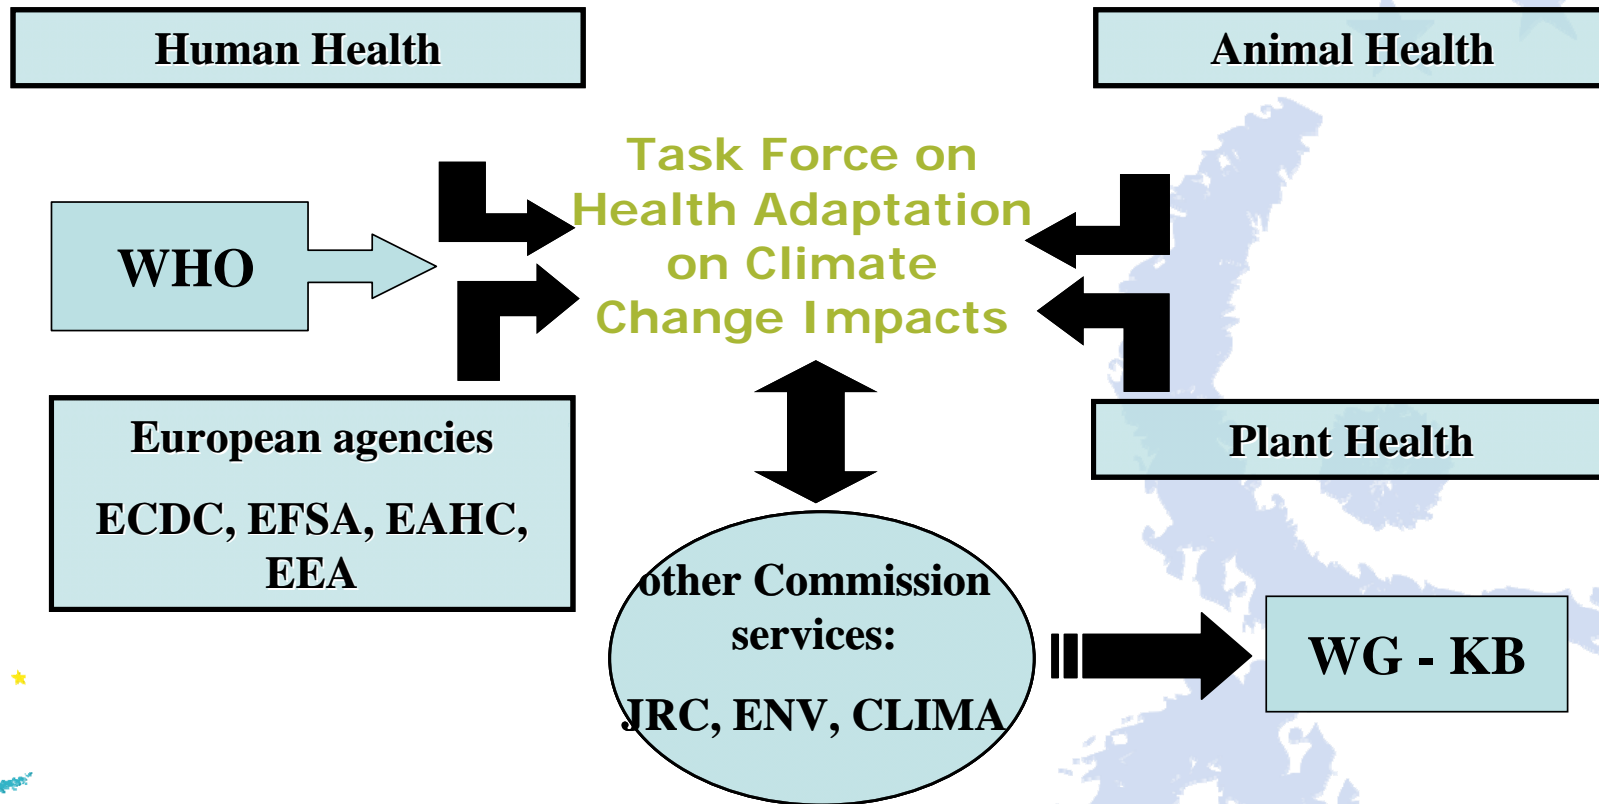 Human Health
Animal Health
Task Force on
Health Adaptation
on Climate
Change Impacts
WHO
European agencies
ECDC, EFSA, EAHC,
EEA
Plant Health
other Commission
services:
JRC, ENV, CLIMA
WG - KB